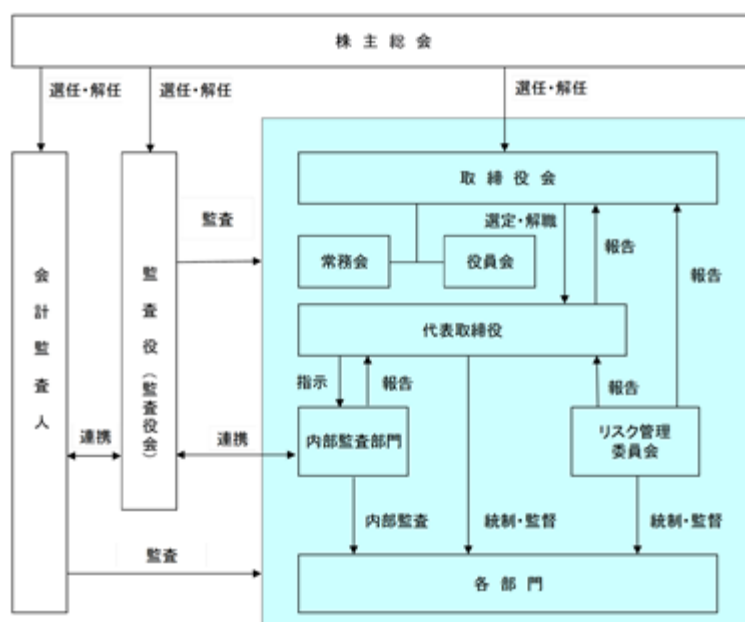 株主総会
選任・解任
選任・解任
選任・解任
取締役会
監査
選定・解職
報告
報告
常務会
役員会
代表取締役
会計監査人
監査役(監査役会)
指示
報告
報告
連携
連携
内部監査部門
リスク管理
委員会
内部監査
統制・監督
統制・監督
監査
各部門